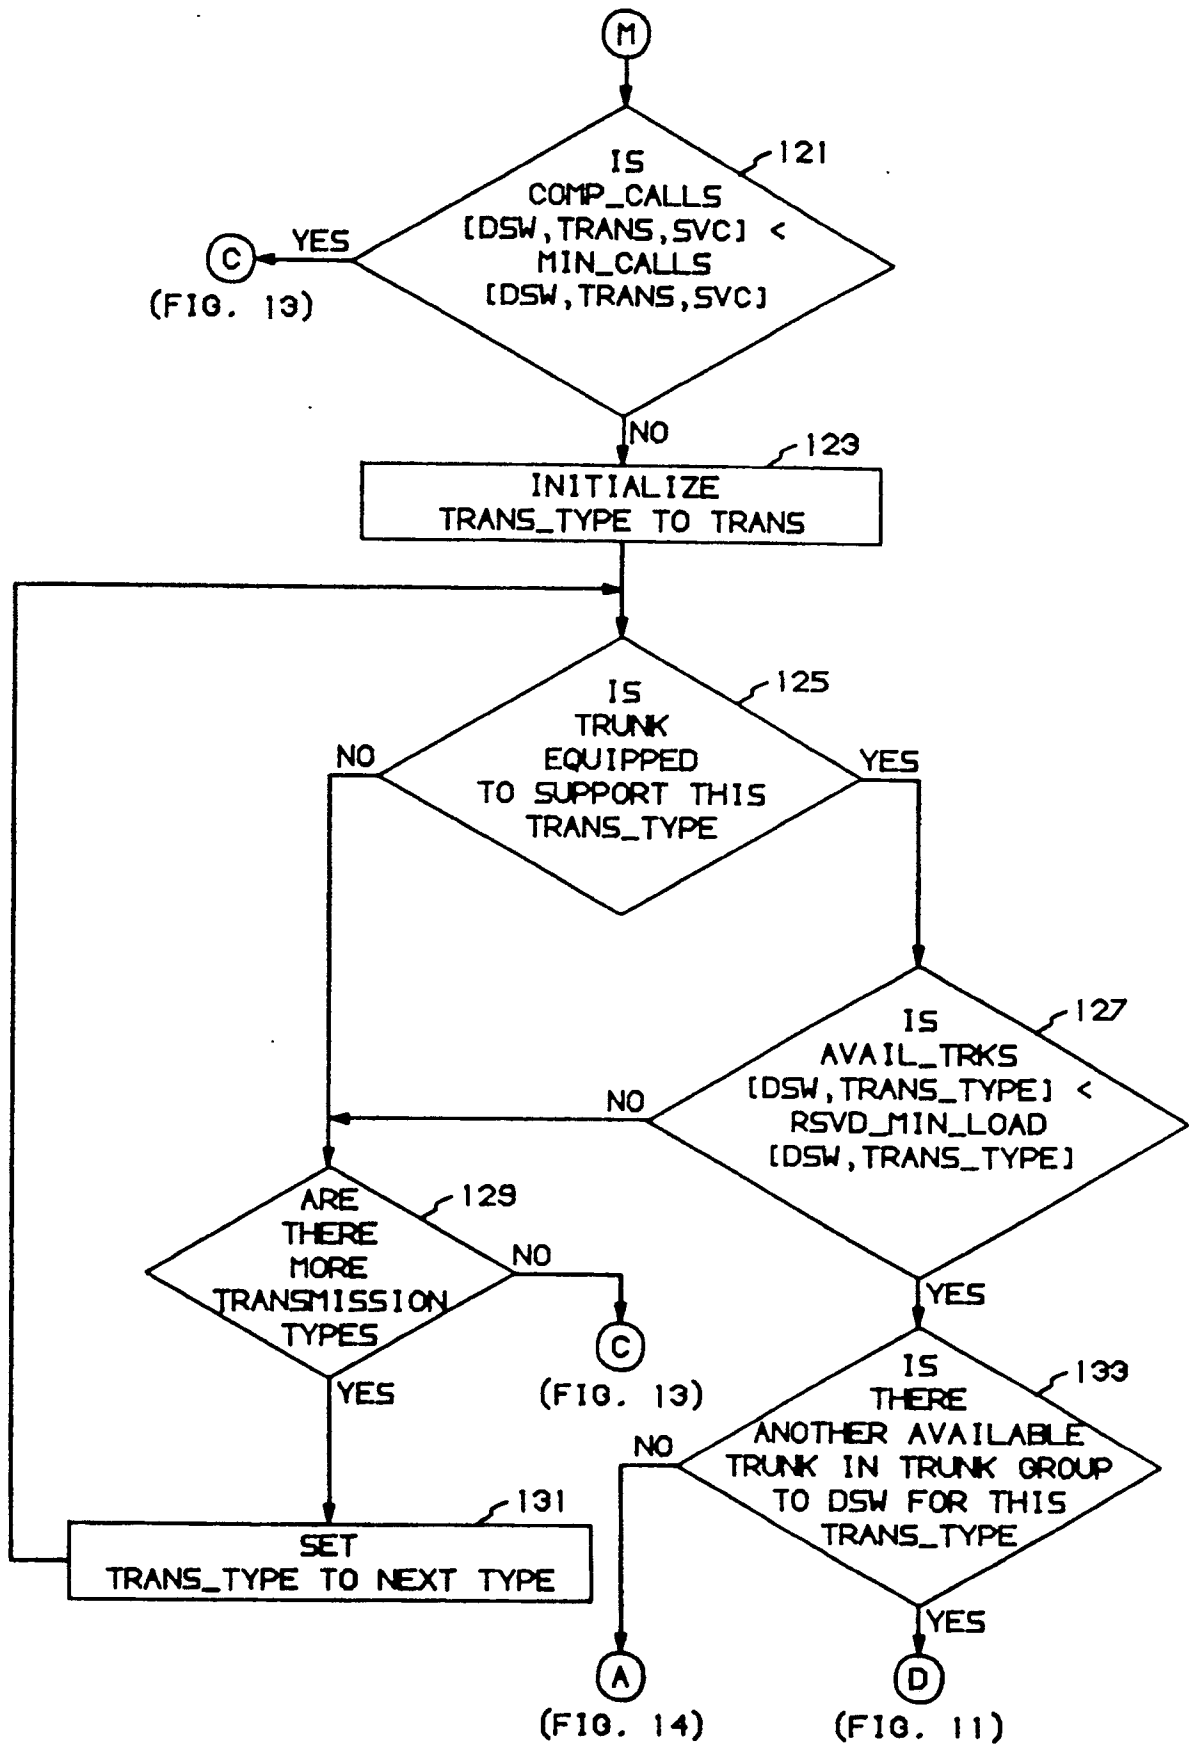 M
121
IS
COMP_CALLS
[DSW,TRANS,SVC] <
MIN_CALLS
[DSW,TRANS,SVC]
YES
C
(FIG. 13)
NO
123
INITIALIZE
TRANS_TYPE TO TRANS
125
IS
TRUNK
EQUIPPED
TO SUPPORT THIS
TRANS_TYPE
NO
YES
127
IS
AVAIL_TRKS
[DSW,TRANS_TYPE] <
RSVD_MIN_LOAD
[DSW,TRANS_TYPE]
NO
129
ARE
THERE
MORE
TRANSMISSION
TYPES
NO
C
(FIG. 13)
YES
YES
133
IS
THERE
ANOTHER AVAILABLE
TRUNK IN TRUNK GROUP
TO DSW FOR THIS
TRANS_TYPE
NO
131
SET
TRANS_TYPE TO NEXT TYPE
YES
A
(FIG. 14)
D
(FIG. 11)